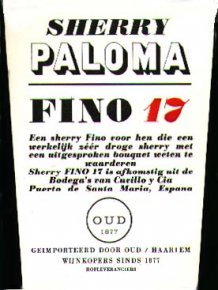 SHERRY
PALOMA
FINO 17
Een sherry Fino voor hen die een
werkelijk zéér droge sherry met
een uitgesproken bouquet weten te
waarderen
Sherry FINO 17 is afkomstig uit de
Bodega's van Cuvillo y Cia
Puerto de Santa Maria, Espana
OUD
1877
GEIMPORTEERD DOOR OUD / HAARLEM
WIJNKOPERS SINDS 1877
HOFLEVERANCIERS